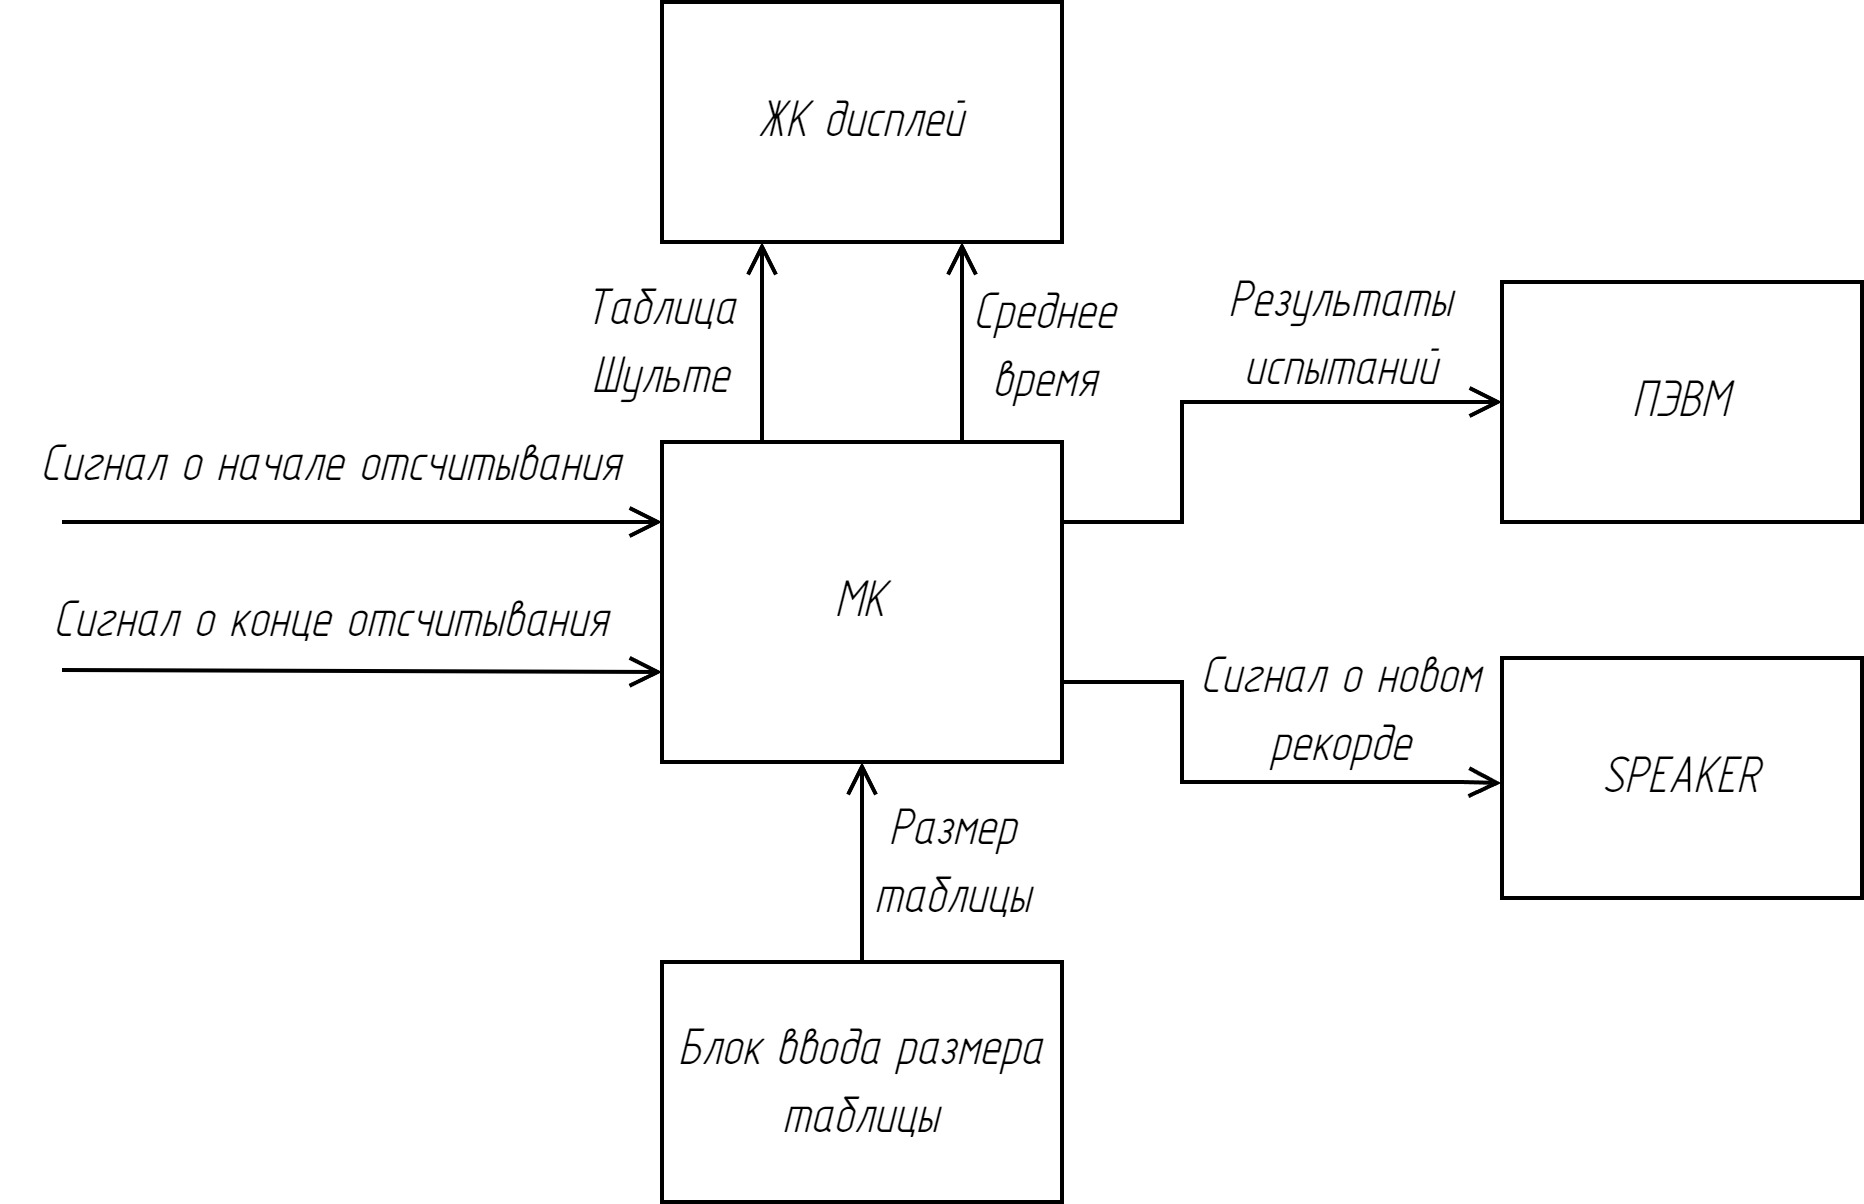 ЖК дисплей
Таблица
Шульте
Среднее
время
Результаты
испытаний
ПЭВМ
Сигнал о начале отсчитывания
МК
Сигнал о конце отсчитывания
Сигнал о новом
рекорде
SPEAKER
Размер
таблицы
Блок ввода размера
таблицы